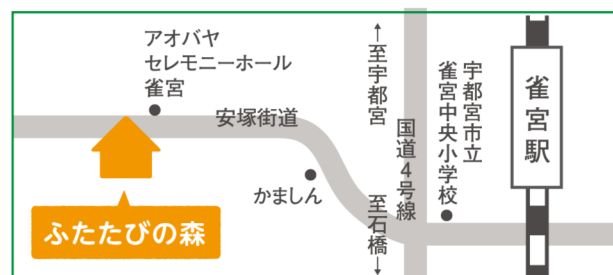 アオバヤ
セレモニーホール
雀宮
安塚街道
ふたたびの森
かましん
←至宇都宮
国道4号線
至石橋→
宇都宮市立
雀宮中央小学校
雀宮駅